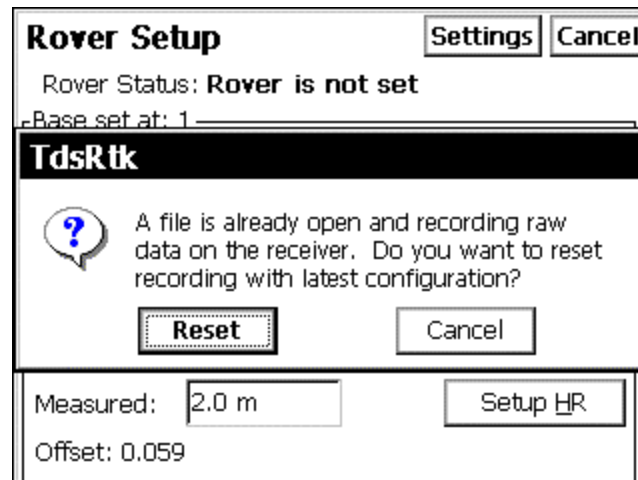 Rover Setup Settings Cancel
Rover Status: Rover is not set
Base set at: 1
TdsRtk
?
A file is already open and recording raw
data on the receiver. Do you want to reset
recording with latest configuration?
Reset Cancel
Measured: 2.0 m Setup HR
Offset: 0.059